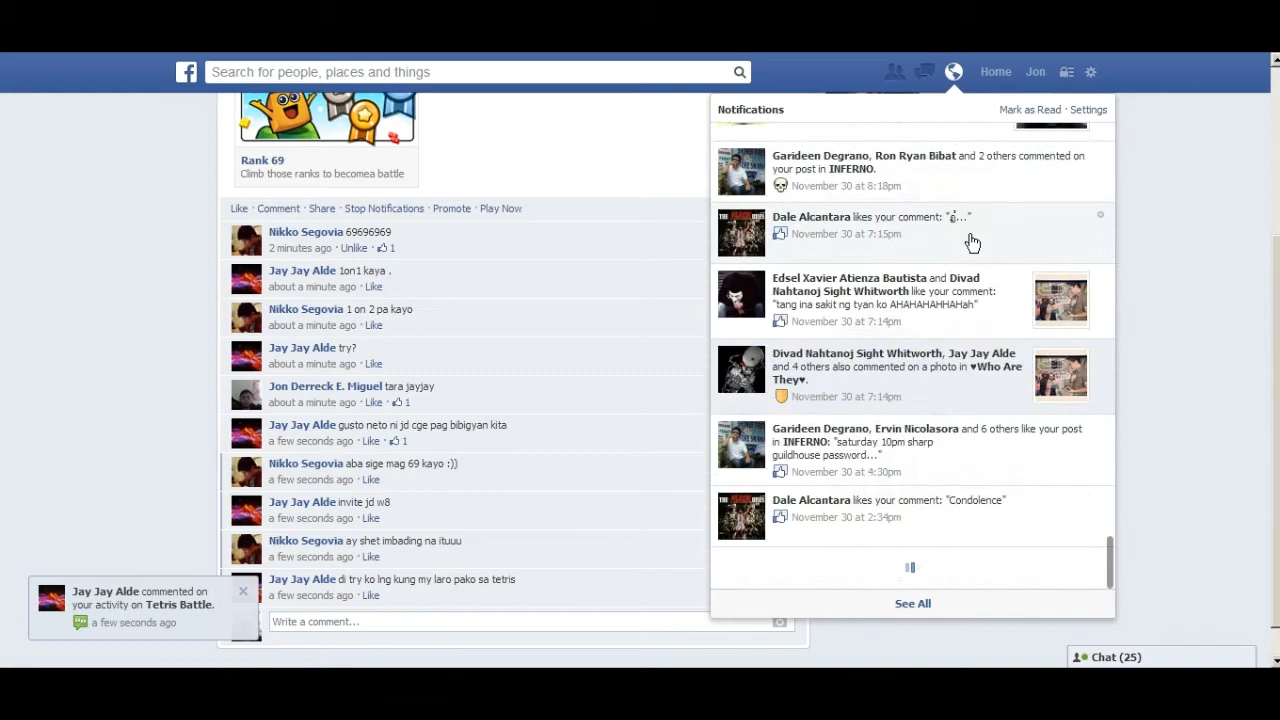 Search for people, places and things
Home
Jon
Rank 69
Climb those ranks to becomea battle
Like · Comment · Share · Stop Notifications · Promote · Play Now
Nikko Segovia 69696969
2 minutes ago · Unlike · 1
Jay Jay Alde 1on1 kaya .
about a minute ago · Like
Nikko Segovia 1 on 2 pa kayo
about a minute ago · Like
Jay Jay Alde try?
about a minute ago · Like
Jon Derreck E. Miguel tara jayjay
about a minute ago · Like · 1
Jay Jay Alde gusto neto ni jd cge pag bibigyan kita
a few seconds ago · Like · 1
Nikko Segovia aba sige mag 69 kayo :))
a few seconds ago · Like
Jay Jay Alde invite jd w8
a few seconds ago · Like
Nikko Segovia ay shet imbading na ituuu
a few seconds ago · Like
Jay Jay Alde di try ko lng kung my laro pako sa tetris
a few seconds ago · Like
Write a comment...
Jay Jay Alde commented on
your activity on Tetris Battle.
a few seconds ago
Notifications
Mark as Read · Settings
Garideen Degrano, Ron Ryan Bibat and 2 others commented on
your post in INFERNO.
November 30 at 8:18pm
Dale Alcantara likes your comment: "...”
November 30 at 7:15pm
Edsel Xavier Atienza Bautista and Divad
Nahtanoj Sight Whitworth like your comment:
"tang ina sakit ng tyan ko AHAHAHAHHAHah"
November 30 at 7:14pm
Divad Nahtanoj Sight Whitworth, Jay Jay Alde
and 4 others also commented on a photo in ♥Who Are
They♥.
November 30 at 7:14pm
Garideen Degrano, Ervin Nicolasora and 6 others like your post
in INFERNO: "saturday 10pm sharp
guildhouse password..."
November 30 at 4:30pm
Dale Alcantara likes your comment: "Condolence"
November 30 at 2:34pm
See All
Chat (25)